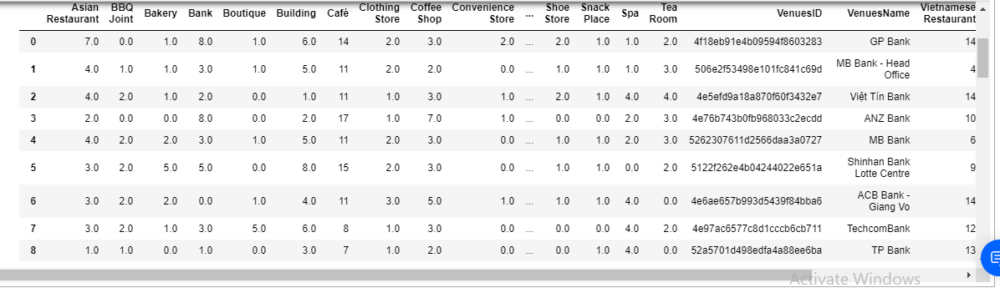 Asian Restaurant BBQ Joint Bakery Bank Boutique Building Café Clothing Store Coffee Shop Convenience Store ... Shoe Store Snack Place Spa Tea Room VenuesID VenuesName Vietnamese Restaurant
0 7.0 0.0 1.0 8.0 1.0 6.0 14 2.0 3.0 2.0 ... 2.0 1.0 1.0 2.0 4f18eb91e4b09594f8603283 GP Bank 14
1 4.0 1.0 1.0 3.0 1.0 5.0 11 2.0 2.0 0.0 ... 1.0 1.0 1.0 3.0 506e2f53498e101fc841c69d MB Bank - Head Office 4
2 4.0 2.0 1.0 2.0 0.0 1.0 11 1.0 3.0 1.0 ... 2.0 1.0 4.0 4.0 4e5efd9a18a870f60f3432e7 Việt Tín Bank 14
3 2.0 0.0 0.0 8.0 0.0 2.0 17 1.0 7.0 1.0 ... 0.0 0.0 2.0 3.0 4e76b743b0fb968033c2ecdd ANZ Bank 10
4 4.0 2.0 2.0 3.0 1.0 5.0 11 2.0 3.0 0.0 ... 1.0 1.0 2.0 3.0 5262307611d2566daa3a0727 MB Bank 6
5 3.0 2.0 5.0 5.0 0.0 8.0 15 2.0 3.0 0.0 ... 1.0 1.0 0.0 2.0 5122f262e4b04244022e651a Shinhan Bank Lotte Centre 9
6 3.0 2.0 2.0 0.0 1.0 4.0 11 3.0 5.0 1.0 ... 1.0 1.0 4.0 0.0 4e6ae657b993d5439f84bba6 ACB Bank - Giang Vo 14
7 3.0 2.0 1.0 3.0 5.0 6.0 8 1.0 3.0 0.0 ... 0.0 0.0 4.0 2.0 4e97ac6577c8d1cccb6cb711 TechcomBank 12
8 1.0 1.0 0.0 1.0 0.0 3.0 7 1.0 2.0 0.0 ... 0.0 1.0 4.0 0.0 52a5701d498edfa4a88ee6ba TP Bank 13
Activate Windows